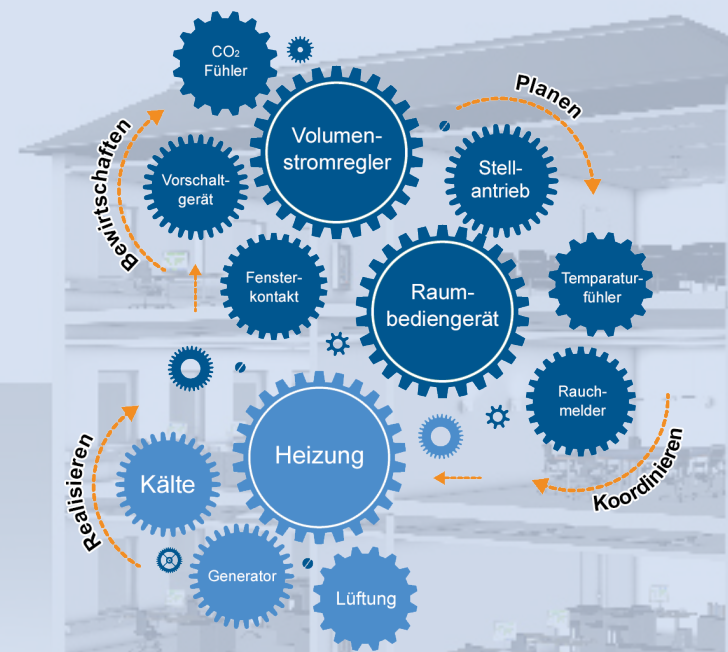 CO₂
Fühler
Volumen-
stromregler
Planen
Bewirtschaften
Vorschalt-
gerät
Stell-
antrieb
Fenster-
kontakt
Raum-
bediengerät
Temparatur-
fühler
Rauch-
melder
Heizung
Koordinieren
Realisieren
Kälte
Generator
Lüftung